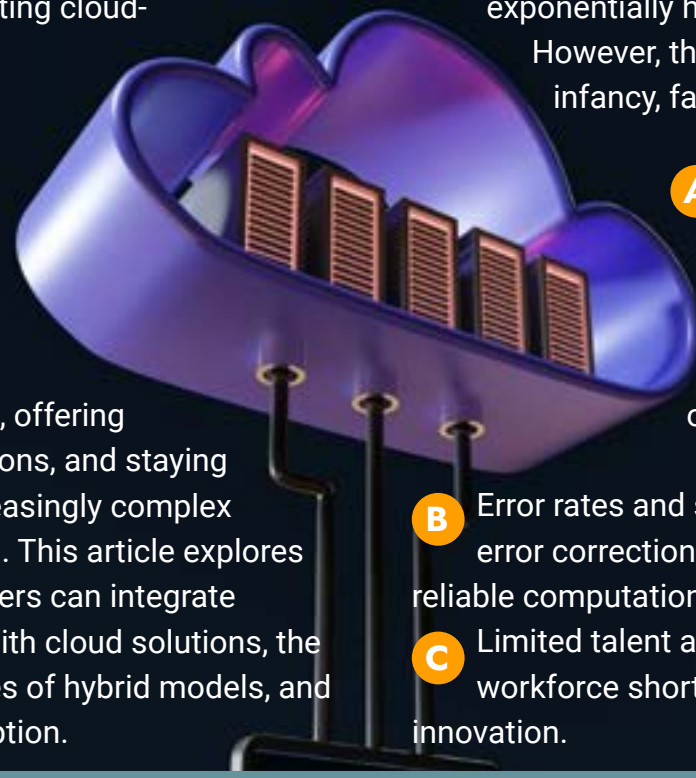 ting cloud-
, offering
ons, and staying
easingly complex
. This article explores
ers can integrate
ith cloud solutions, the
es of hybrid models, and
ption.
exponentially h
However, th
infancy, fa
A
B Error rates and s
error correction
reliable computation
C Limited talent a
workforce short
innovation.